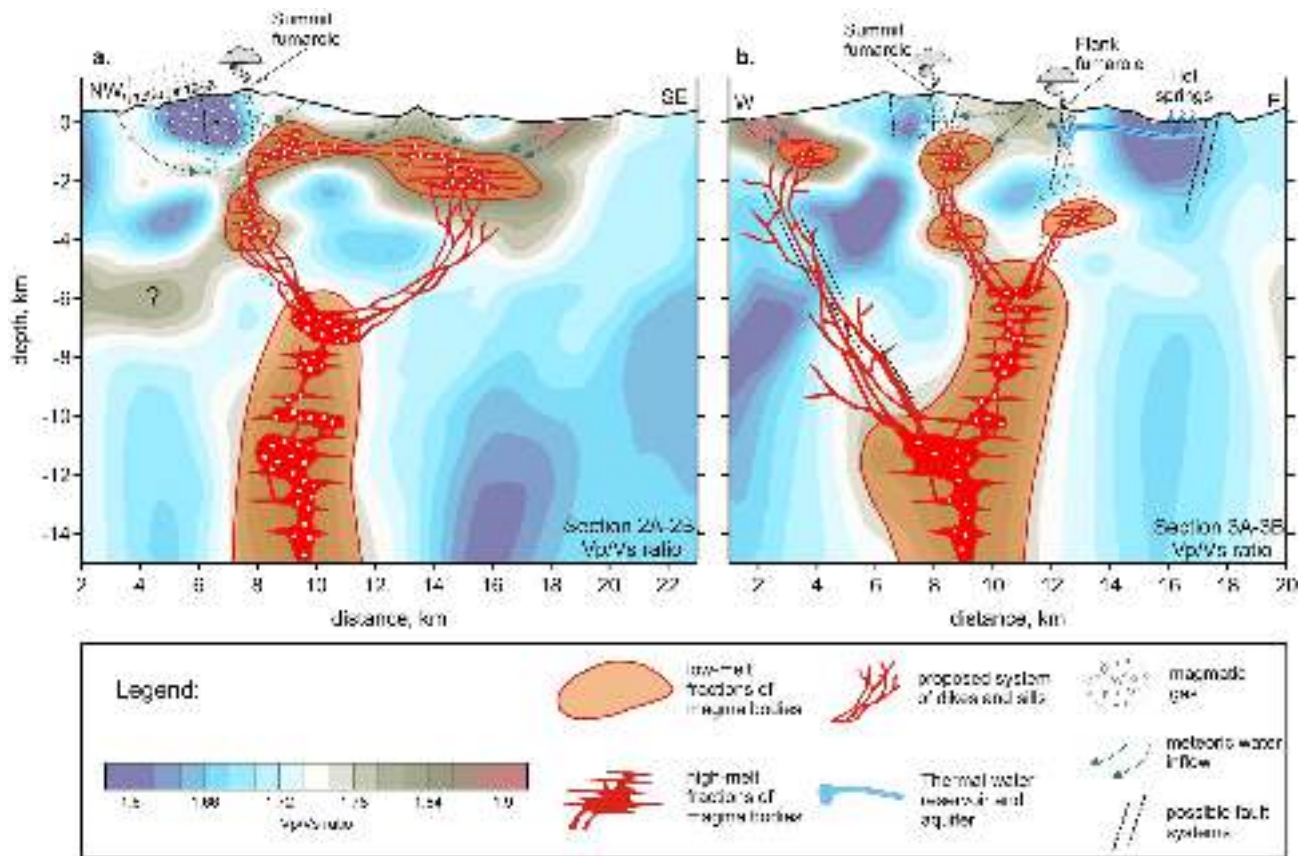 Summit
fumarole
a.
NW
SE
Summit
fumarole
Flank
fumarole
Hot
springs
b.
W
E
depth, km
0
-2
-4
-6
-8
-10
-12
-14
?
Section 2A-2B
Vp/Vs ratio
Section 3A-3B
Vp/Vs ratio
2 4 6 8 10 12 14 16 18 20 22
distance, km
2 4 6 8 10 12 14 16 18 20
distance, km
Legend:
low-melt
fractions of
magma bodies
proposed system
of dikes and sills
magmatic
gas
meteoric water
inflow
high-melt
fractions of
magma bodies
Thermal water
reservoir and
aquifer
possible fault
systems
1.66 1.72
Vp/Vs ratio